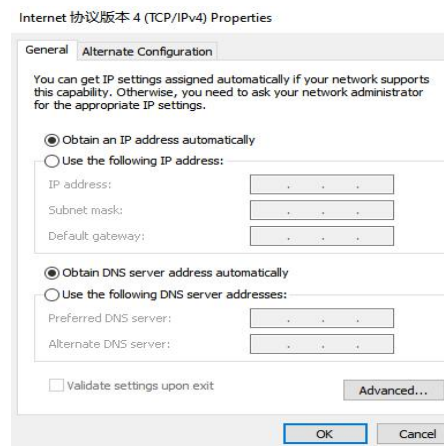 Internet 协议版本 4 (TCP/IPv4) Properties
General Alternate Configuration
You can get IP settings assigned automatically if your network supports
this capability. Otherwise, you need to ask your network administrator
for the appropriate IP settings.
Obtain an IP address automatically
Use the following IP address:
IP address:
Subnet mask:
Default gateway:
Obtain DNS server address automatically
Use the following DNS server addresses:
Preferred DNS server:
Alternate DNS server:
Validate settings upon exit
Advanced...
OK Cancel